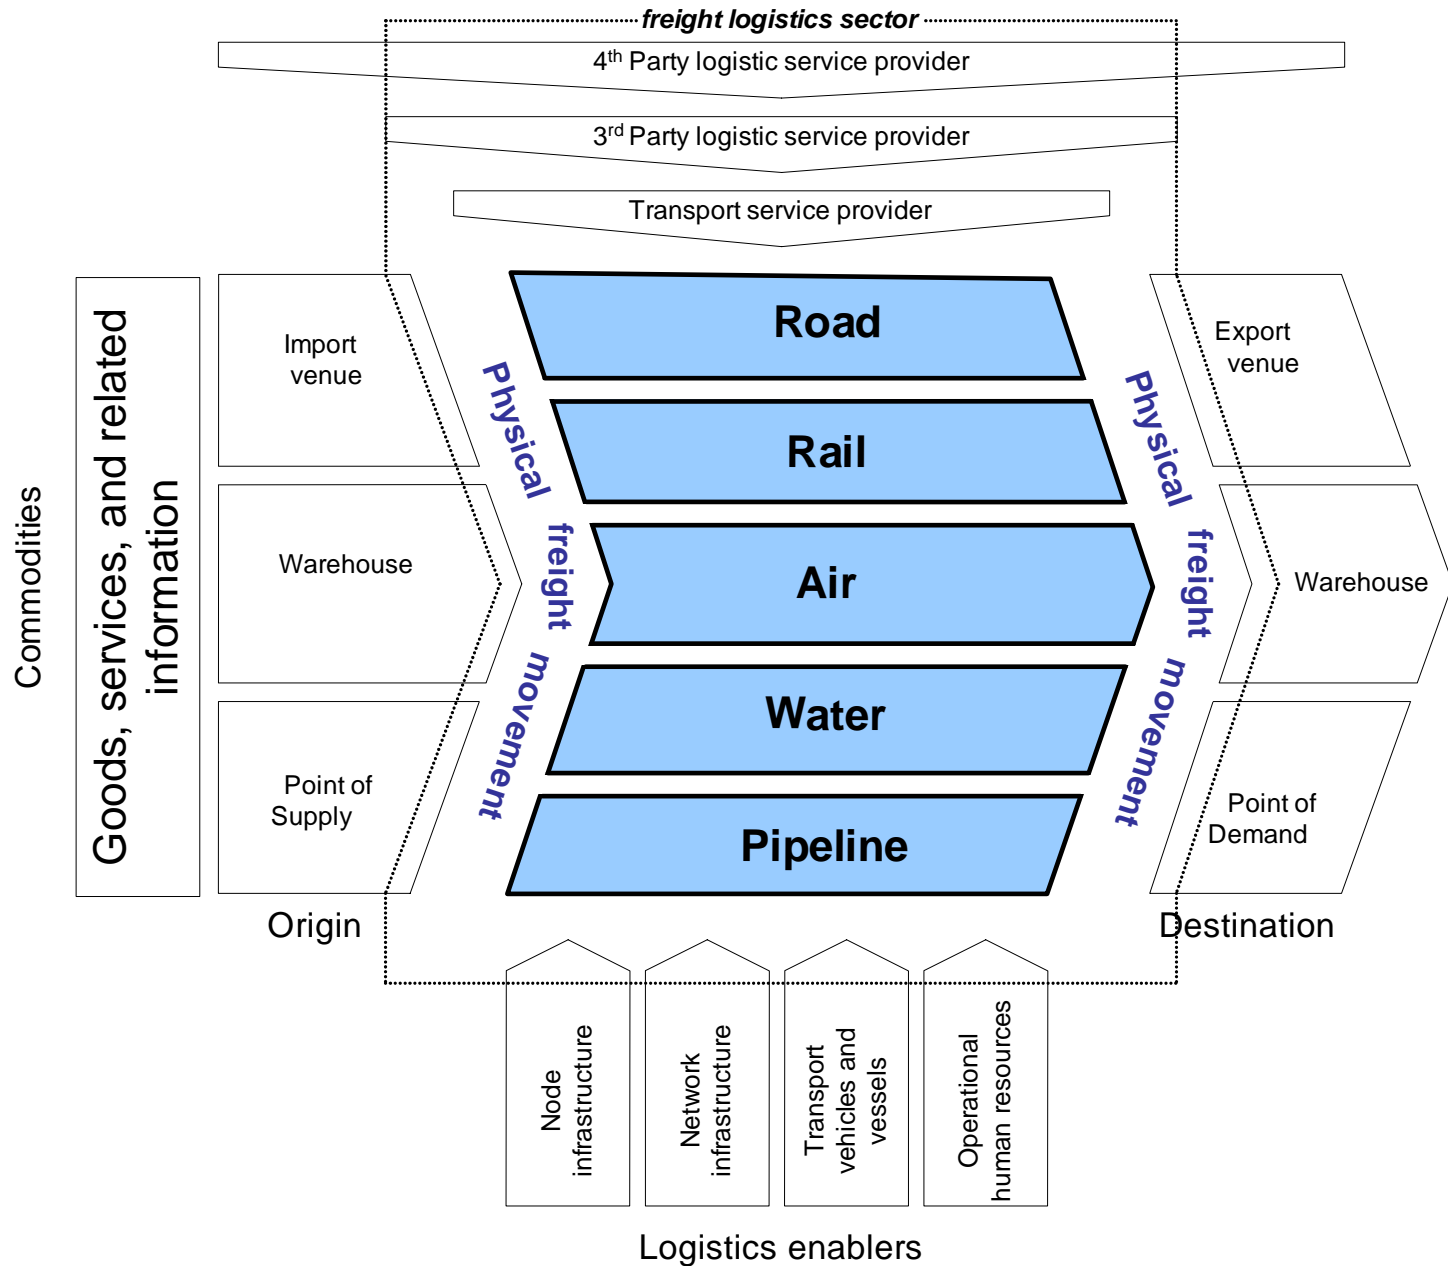 freight logistics sector
4th Party logistic service provider
3rd Party logistic service provider
Transport service provider
Commodities
Goods, services, and related
information
Import
venue
Warehouse
Point of
Supply
Origin
Physical freight movement
Road
Rail
Air
Water
Pipeline
Physical freight movement
Export
venue
Warehouse
Point of
Demand
Destination
Node
infrastructure
Network
infrastructure
Transport
vehicles and
vessels
Operational
human resources
Logistics enablers